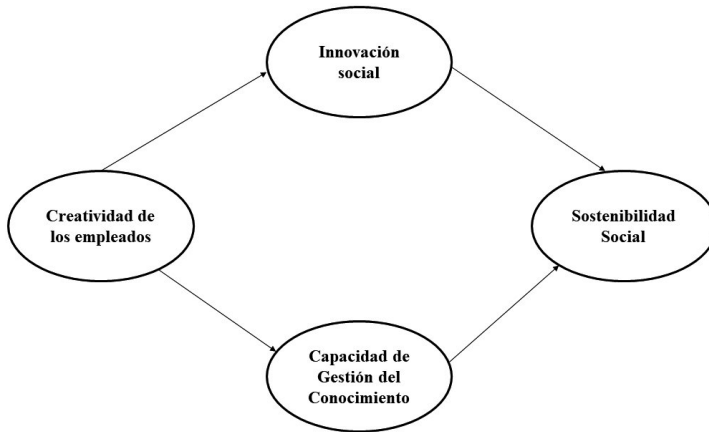 Innovación
social
Creatividad de
los empleados
Sostenibilidad
Social
Capacidad de
Gestión del
Conocimiento